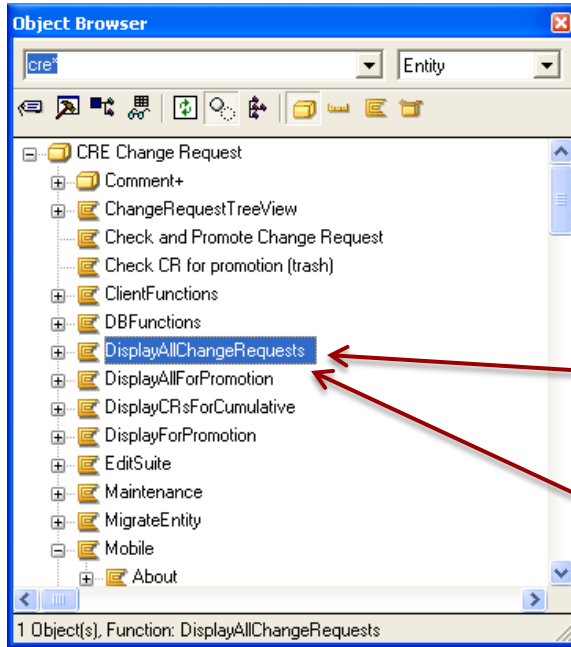 Object Browser
cre* Entity
CRE Change Request
Comment+
ChangeRequestTreeView
Check and Promote Change Request
Check CR for promotion (trash)
ClientFunctions
DBFunctions
DisplayAllChangeRequests
DisplayAllForPromotion
DisplayCRsForCumulative
DisplayForPromotion
EditSuite
Maintenance
MigrateEntity
Mobile
About
1 Object(s), Function: DisplayAllChangeRequests